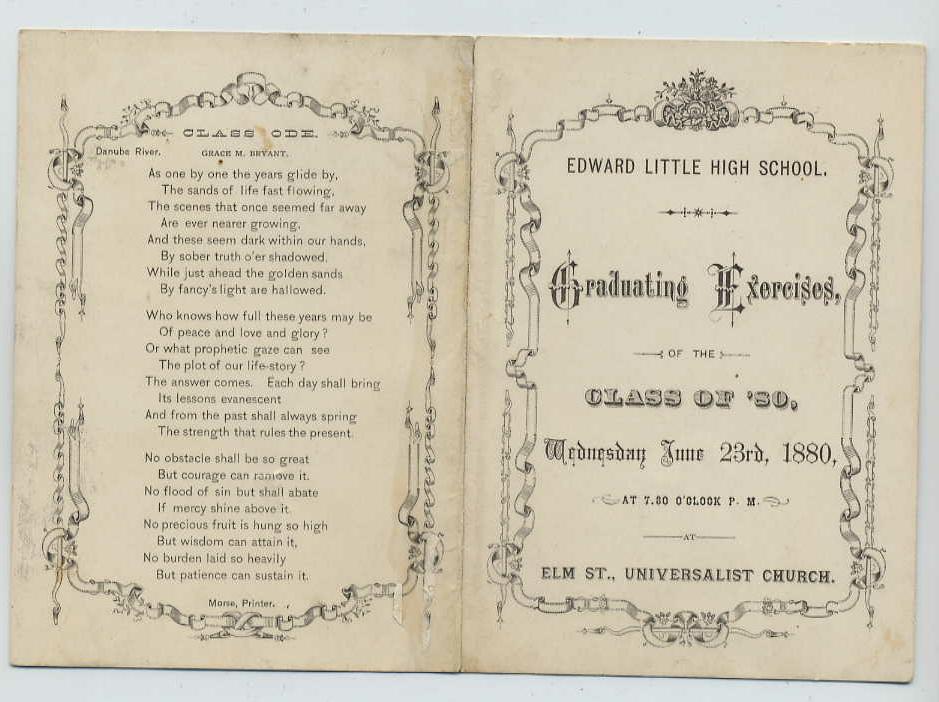 CLASS ODE.
Danube River. GRACE M. BRYANT.
As one by one the years glide by,
The sands of life fast flowing,
The scenes that once seemed far away
Are ever nearer growing,
And these seem dark within our hands,
By sober truth o'er shadowed,
While just ahead the golden sands
By fancy's light are hallowed.
Who knows how full these years may be
Of peace and love and glory?
Or what prophetic gaze can see
The plot of our life-story?
The answer comes. Each day shall bring
Its lessons evanescent
And from the past shall always spring
The strength that rules the present.
No obstacle shall be so great
But courage can remove it.
No flood of sin but shall abate
If mercy shine above it.
No precious fruit is hung so high
But wisdom can attain it,
No burden laid so heavily
But patience can sustain it.
Morse, Printer.
EDWARD LITTLE HIGH SCHOOL.
Graduating Exercises,
OF THE
CLASS OF '80,
Wednesday June 23rd, 1880,
AT 7.30 O'CLOCK P. M.
AT
ELM ST., UNIVERSALIST CHURCH.